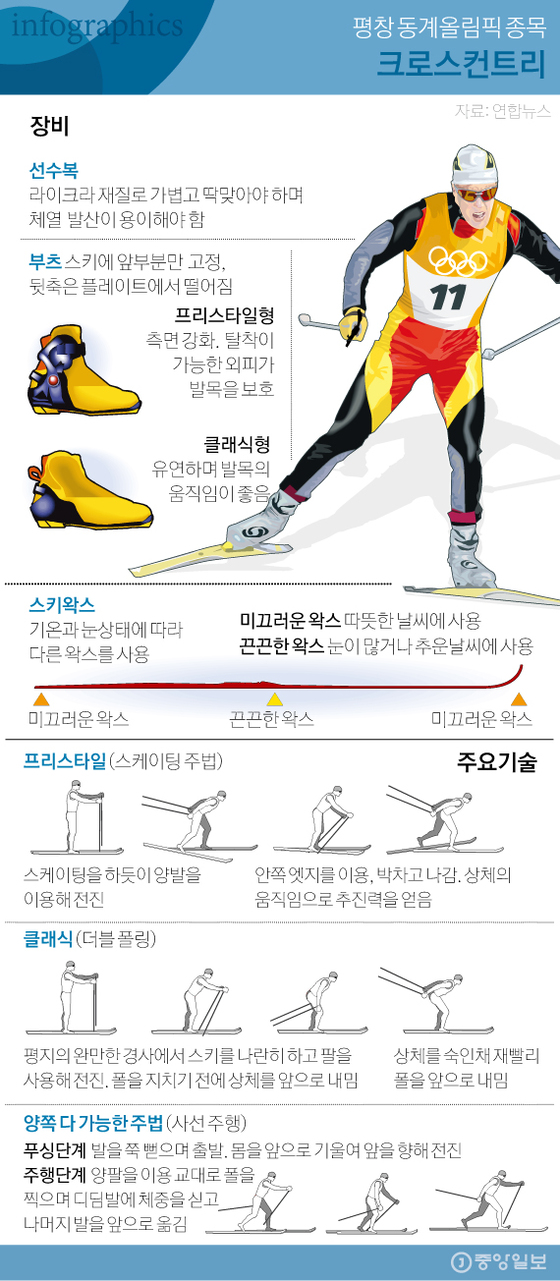 infographics
평창 동계올림픽 종목
크로스컨트리
자료: 연합뉴스
장비
선수복
라이크라 재질로 가볍고 딱맞아야 하며
체열 발산이 용이해야 함
부츠 스키에 앞부분만 고정,
뒷축은 플레이트에서 떨어짐
프리스타일형
측면 강화. 탈착이
가능한 외피가
발목을 보호
클래식형
유연하며 발목의
움직임이 좋음
11
스키왁스
기온과 눈상태에 따라
다른 왁스를 사용
미끄러운 왁스 따뜻한 날씨에 사용
끈끈한 왁스 눈이 많거나 추운날씨에 사용
미끄러운 왁스
끈끈한 왁스
미끄러운 왁스
프리스타일 (스케이팅 주법)
주요기술
스케이팅을 하듯이 양발을
이용해 전진
안쪽 엣지를 이용, 박차고 나감. 상체의
움직임으로 추진력을 얻음
클래식 (더블 폴링)
평지의 완만한 경사에서 스키를 나란히 하고 팔을
사용해 전진. 폴을 지치기 전에 상체를 앞으로 내밈
상체를 숙인채 재빨리
폴을 앞으로 내밈
양쪽 다 가능한 주법 (사선 주행)
푸싱단계 발을 쭉 뻗으며 출발. 몸을 앞으로 기울여 앞을 향해 전진
주행단계 양팔을 이용 교대로 폴을
찍으며 디딤발에 체중을 싣고
나머지 발을 앞으로 옮김
중앙일보